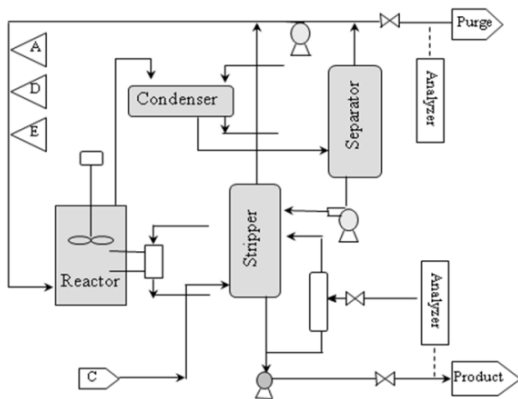 Purge
A
D
E
Condenser
Separator
Analyzer
Reactor
Stripper
Analyzer
C
Product